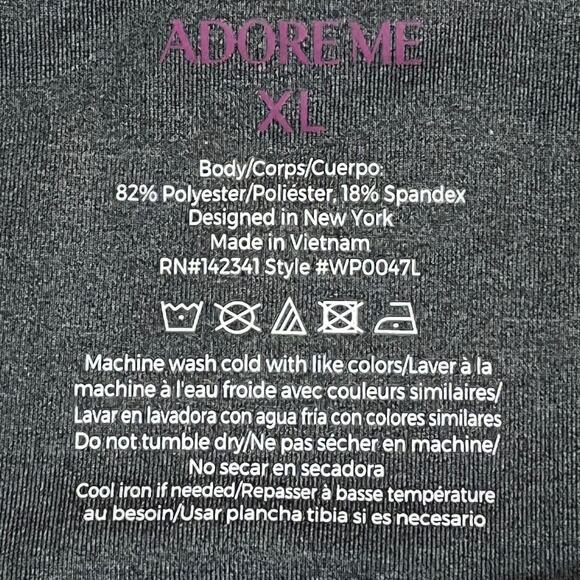 ADORE ME
XL
Body/Corps/Cuerpo:
82% Polyester/Poliéster, 18% Spandex
Designed in New York
Made in Vietnam
RN#142341 Style #WP0047L
Machine wash cold with like colors/Laver à la
machine à l'eau froide avec couleurs similaires/
Lavar en lavadora con agua fría con colores similares
Do not tumble dry/Ne pas sécher en machine/
No secar en secadora
Cool iron if needed/Repasser à basse température
au besoin/Usar plancha tibia si es necesario